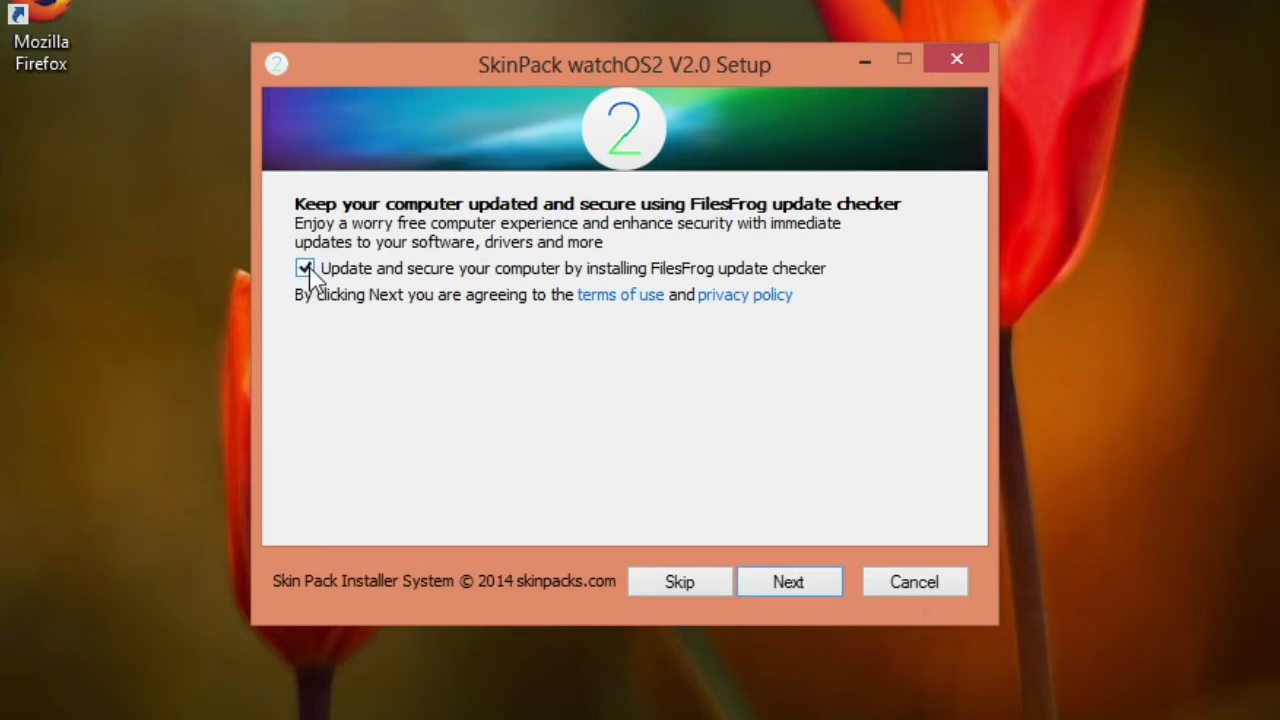 Mozilla
Firefox
2
SkinPack watchOS2 V2.0 Setup
2
Keep your computer updated and secure using FilesFrog update checker
Enjoy a worry free computer experience and enhance security with immediate
updates to your software, drivers and more
Update and secure your computer by installing FilesFrog update checker
By clicking Next you are agreeing to the terms of use and privacy policy
Skin Pack Installer System © 2014 skinpacks.com
Skip
Next
Cancel